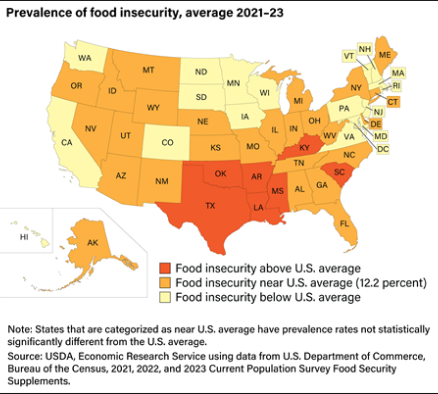 Prevalence of food insecurity, average 2021–23
WA
OR
CA
NV
ID
MT
WY
UT
AZ
CO
NM
ND
SD
NE
KS
OK
TX
MN
IA
MO
AR
LA
WI
IL
MS
MI
IN
KY
TN
AL
OH
WV
GA
FL
SC
NC
VA
PA
NY
VT
NH
ME
MA
RI
CT
NJ
DE
MD
DC
HI
AK
Food insecurity above U.S. average
Food insecurity near U.S. average (12.2 percent)
Food insecurity below U.S. average
Note: States that are categorized as near U.S. average have prevalence rates not statistically
significantly different from the U.S. average.
Source: USDA, Economic Research Service using data from U.S. Department of Commerce,
Bureau of the Census, 2021, 2022, and 2023 Current Population Survey Food Security
Supplements.